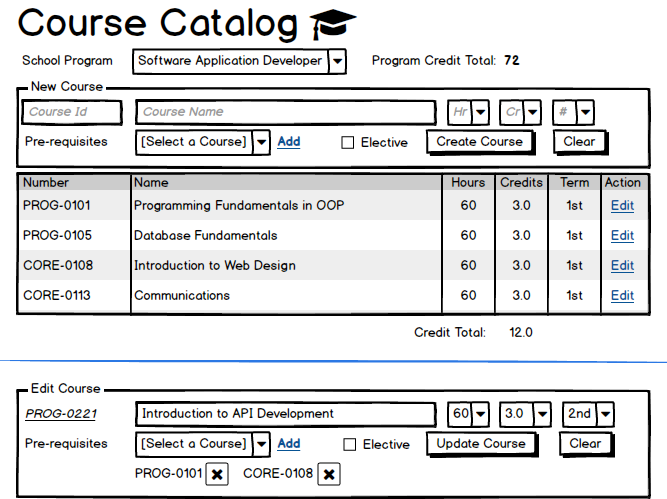 Course Catalog
School Program Software Application Developer Program Credit Total: 72
New Course
Course Id Course Name Hr Cr #
Pre-requisites [Select a Course] Add Elective Create Course Clear
Number Name Hours Credits Term Action
PROG-0101 Programming Fundamentals in OOP 60 3.0 1st Edit
PROG-0105 Database Fundamentals 60 3.0 1st Edit
CORE-0108 Introduction to Web Design 60 3.0 1st Edit
CORE-0113 Communications 60 3.0 1st Edit
Credit Total: 12.0
Edit Course
PROG-0221 Introduction to API Development 60 3.0 2nd
Pre-requisites [Select a Course] Add Elective Update Course Clear
PROG-0101 CORE-0108